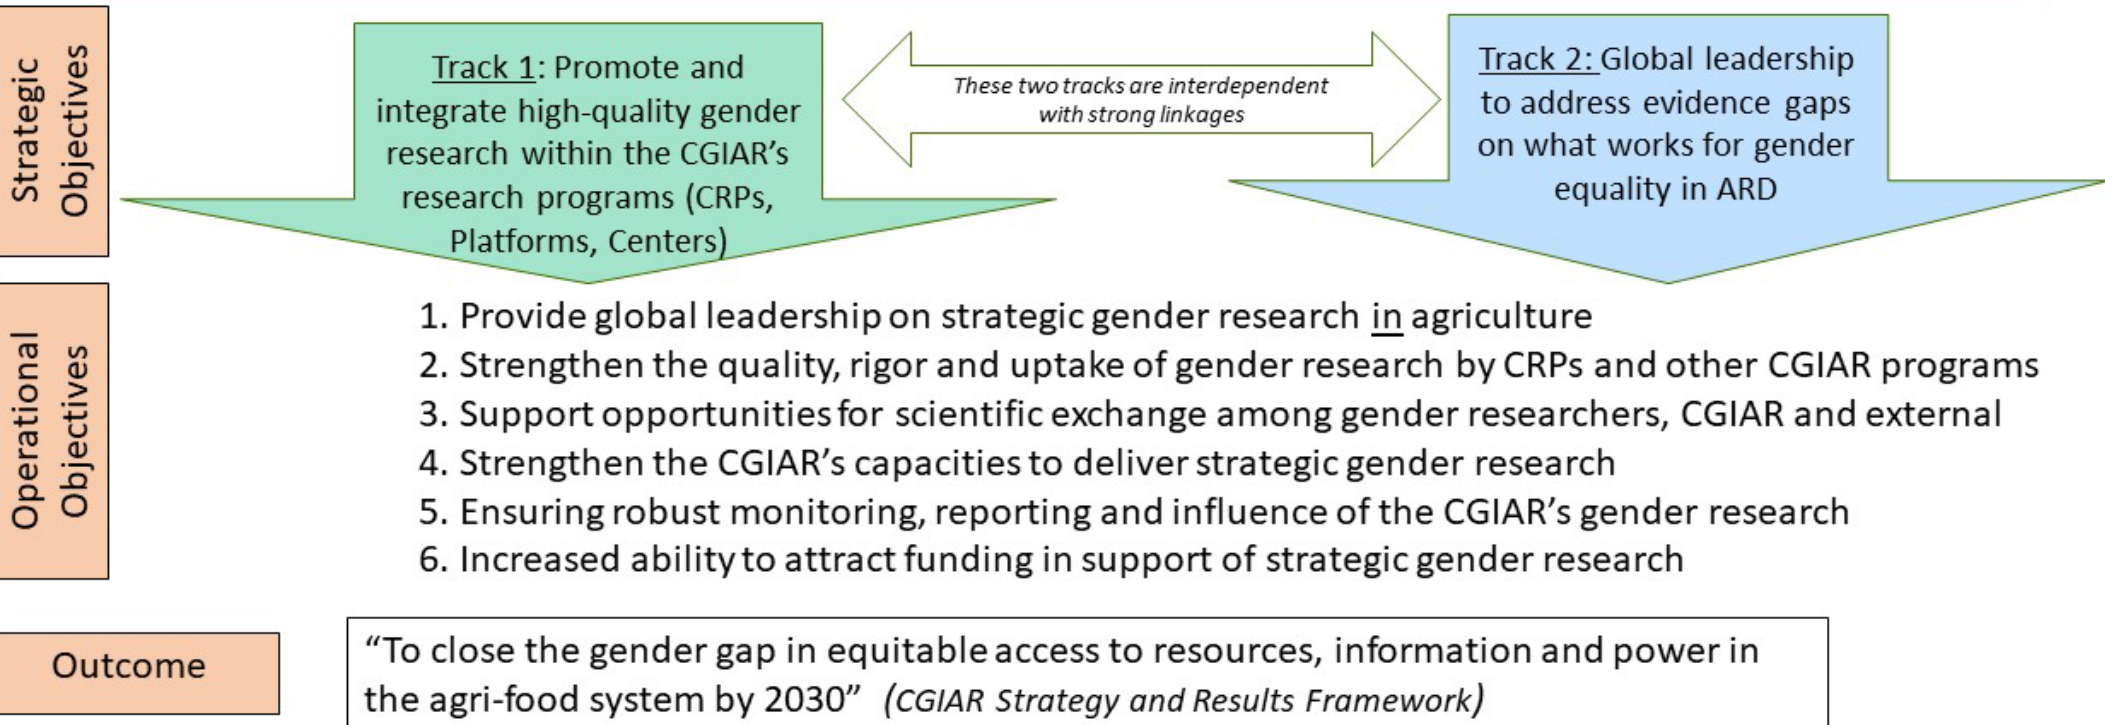 Strategic
Objectives
Track 1: Promote and
integrate high-quality gender
research within the CGIAR’s
research programs (CRPs,
Platforms, Centers)
These two tracks are interdependent
with strong linkages
Track 2: Global leadership
to address evidence gaps
on what works for gender
equality in ARD
Operational
Objectives
1. Provide global leadership on strategic gender research in agriculture
2. Strengthen the quality, rigor and uptake of gender research by CRPs and other CGIAR programs
3. Support opportunities for scientific exchange among gender researchers, CGIAR and external
4. Strengthen the CGIAR’s capacities to deliver strategic gender research
5. Ensuring robust monitoring, reporting and influence of the CGIAR’s gender research
6. Increased ability to attract funding in support of strategic gender research
Outcome
“To close the gender gap in equitable access to resources, information and power in
the agri-food system by 2030” (CGIAR Strategy and Results Framework)